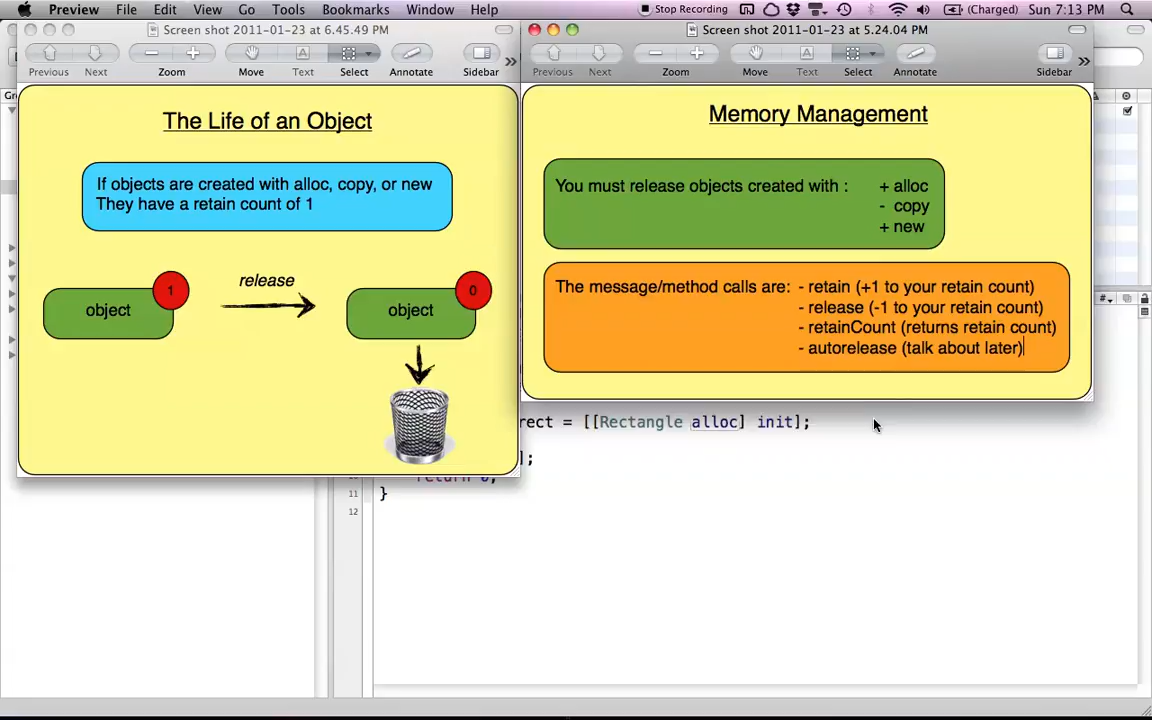 Preview File Edit View Go Tools Bookmarks Window Help Stop Recording (Charged) Sun 7:13 PM
Screen shot 2011-01-23 at 6.45.49 PM
Previous Next Zoom Move Text Select Annotate Sidebar
The Life of an Object
If objects are created with alloc, copy, or new
They have a retain count of 1
1
release
0
object
object
Screen shot 2011-01-23 at 5.24.04 PM
Previous Next Zoom Move Text Select Annotate Sidebar
Memory Management
You must release objects created with : + alloc
- copy
+ new
The message/method calls are: - retain (+1 to your retain count)
- release (-1 to your retain count)
- retainCount (returns retain count)
- autorelease (talk about later)
rect = [[Rectangle alloc] init];
];
return 0;
11 }
12